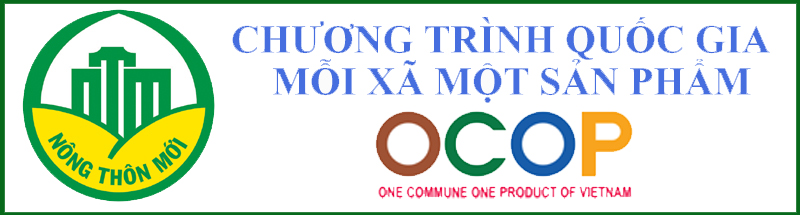 NTM
NÔNG THÔN MỚI
CHƯƠNG TRÌNH QUỐC GIA
MỖI XÃ MỘT SẢN PHẨM
OCOP
ONE COMMUNE ONE PRODUCT OF VIETNAM